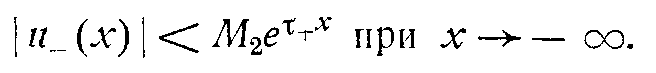 |u₋(x)| < M₂e^{τ₊x} при x → − ∞.